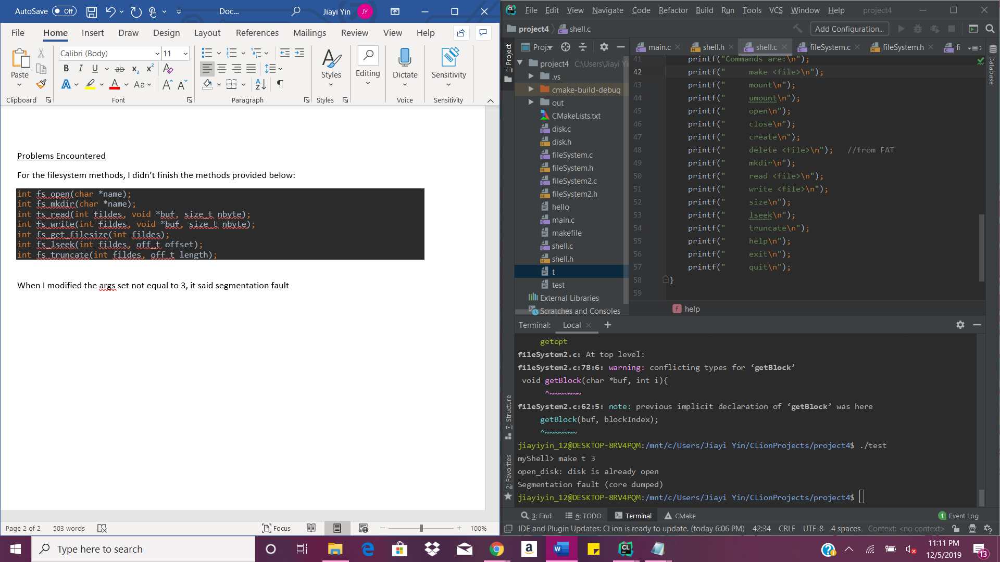 AutoSave Off Doc... Jiayi Yin JY
File Home Insert Draw Design Layout References Mailings Review View Help
Calibri (Body) 11
Paste
Styles
Editing
Dictate
Sensitivity
Clipboard Font Paragraph Styles Voice Sensitivity
Problems Encountered
For the filesystem methods, I didn’t finish the methods provided below:
int fs_open(char *name);
int fs_mkdir(char *name);
int fs_read(int fildes, void *buf, size_t nbyte);
int fs_write(int fildes, void *buf, size_t nbyte);
int fs_get_filesize(int fildes);
int fs_lseek(int fildes, off_t offset);
int fs_truncate(int fildes, off_t length);
When I modified the args set not equal to 3, it said segmentation fault
Page 2 of 2 503 words Focus 100%
File Edit View Navigate Code Refactor Build Run Tools VCS Window Help project4
project4 shell.c Add Configuration...
1: Project
Proj
main.c shell.h shell.c fileSystem.c fileSystem.h fi 3
Database
project4 C:\Users\Jiayi Yi
.vs
cmake-build-debug
out
CMakeLists.txt
disk.c
disk.h
fileSystem.c
fileSystem.h
fileSystem2.c
fileSystem2.h
hello
main.c
makefile
shell.c
shell.h
t
test
External Libraries
Scratches and Consoles
41 printf("Commands are:\n");
42 printf("     make <file>\n");
43 printf("     mount\n");
44 printf("     umount\n");
45 printf("     open\n");
46 printf("     close\n");
47 printf("     create\n");
48 printf("     delete <file>\n");   //from FAT
49 printf("     mkdir\n");
50 printf("     read <file>\n");
51 printf("     write <file>\n");
52 printf("     size\n");
53 printf("     lseek\n");
54 printf("     truncate\n");
55 printf("     help\n");
56 printf("     exit\n");
57 printf("     quit\n");
58 }
59
f help
Terminal: Local
getopt
fileSystem2.c: At top level:
fileSystem2.c:78:6: warning: conflicting types for ‘getBlock’
void getBlock(char *buf, int i){
^~~~~~~~
fileSystem2.c:62:5: note: previous implicit declaration of ‘getBlock’ was here
getBlock(buf, blockIndex);
^~~~~~~~
jiayiyin_12@DESKTOP-8RV4PQM:/mnt/c/Users/Jiayi Yin/CLionProjects/project4$ ./test
myShell> make t 3
open_disk: disk is already open
Segmentation fault (core dumped)
jiayiyin_12@DESKTOP-8RV4PQM:/mnt/c/Users/Jiayi Yin/CLionProjects/project4$
7: Structure
2: Favorites
3: Find 6: TODO Terminal CMake 1 Event Log
IDE and Plugin Updates: CLion is ready to update. (today 6:06 PM) 42:34 CRLF UTF-8 4 spaces Context: <no context>
Type here to search
11:11 PM
12/5/2019
13